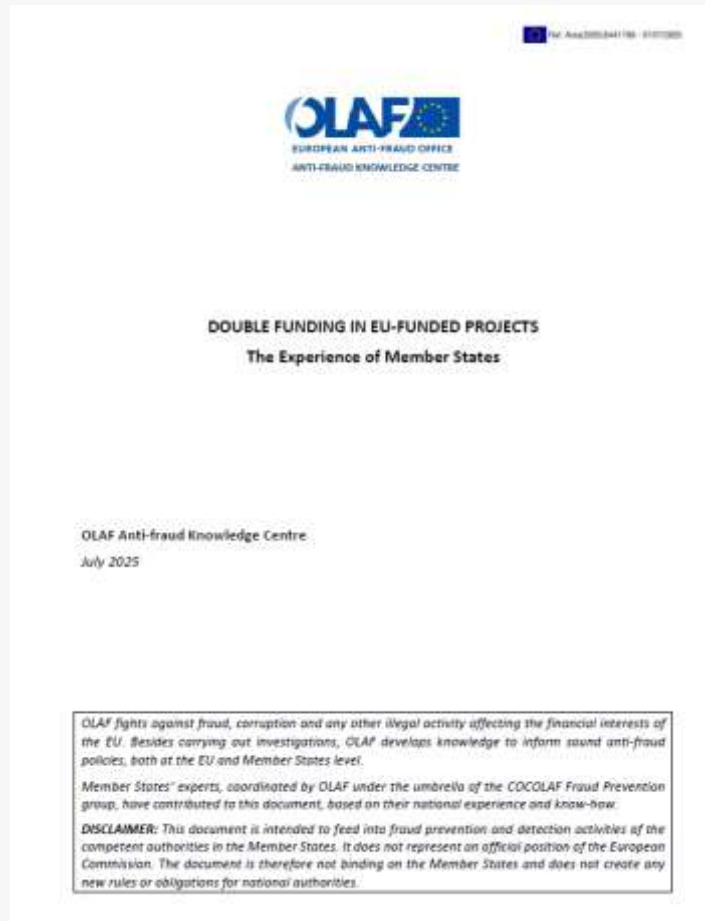 OLAF
EUROPEAN ANTI-FRAUD OFFICE
ANTI-FRAUD KNOWLEDGE CENTRE
DOUBLE FUNDING IN EU-FUNDED PROJECTS
The Experience of Member States
OLAF Anti-fraud Knowledge Centre
July 2025
OLAF fights against fraud, corruption and any other illegal activity affecting the financial interests of
the EU. Besides carrying out investigations, OLAF develops knowledge to inform sound anti-fraud
policies, both at the EU and Member States level.
Member States' experts, coordinated by OLAF under the umbrella of the COCOLAF Fraud Prevention
group, have contributed to this document, based on their national experience and know-how.
DISCLAIMER: This document is intended to feed into fraud prevention and detection activities of the
competent authorities in the Member States. It does not represent an official position of the European
Commission. The document is therefore not binding on the Member States and does not create any
new rules or obligations for national authorities.